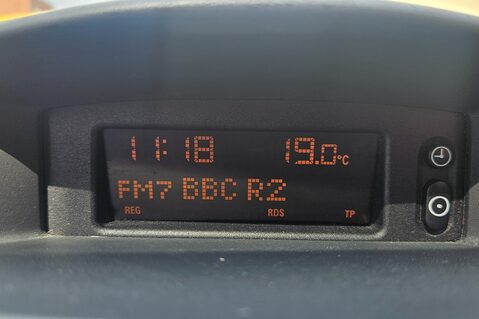 11:18 19.0°C
FM7 BBC R2
REG RDS TP